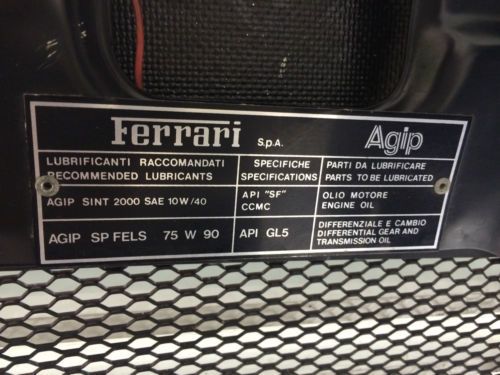 Ferrari S.p.A. Agip
LUBRIFICANTI RACCOMANDATI
RECOMMENDED LUBRICANTS
SPECIFICHE
SPECIFICATIONS
PARTI DA LUBRIFICARE
PARTS TO BE LUBRICATED
AGIP SINT 2000 SAE 10 W/40
API "SF"
CCMC
OLIO MOTORE
ENGINE OIL
AGIP SP FELS 75 W 90
API GL5
DIFFERENZIALE E CAMBIO
DIFFERENTIAL GEAR AND
TRANSMISSION OIL